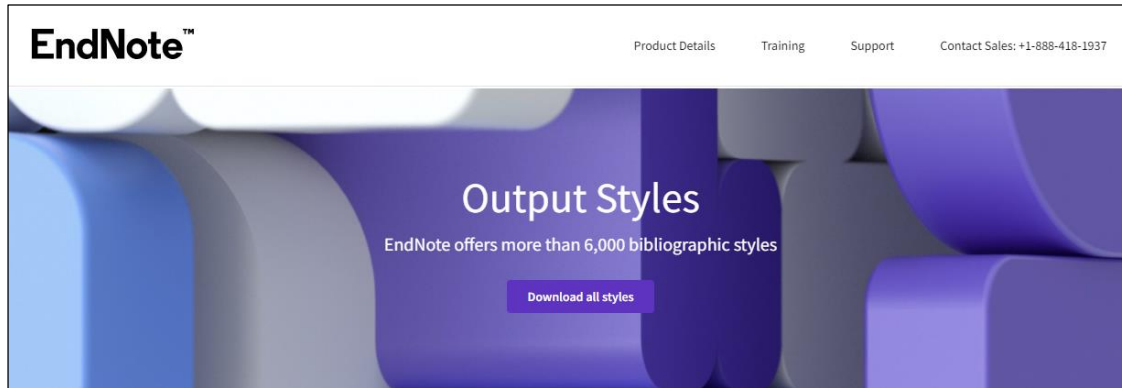 EndNote™
Product Details Training Support Contact Sales: +1-888-418-1937
Output Styles
EndNote offers more than 6,000 bibliographic styles
Download all styles